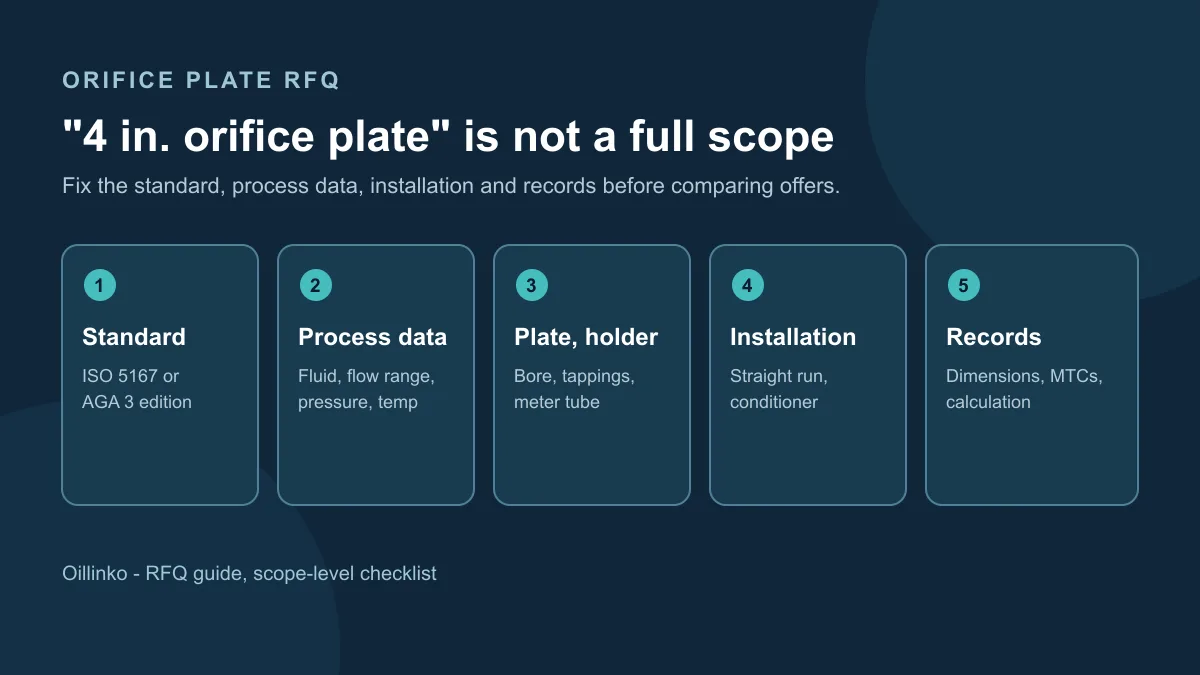 ORIFICE PLATE RFQ
"4 in. orifice plate" is not a full scope
Fix the standard, process data, installation and records before comparing offers.
1
Standard
ISO 5167 or
AGA 3 edition
2
Process data
Fluid, flow range,
pressure, temp
3
Plate, holder
Bore, tappings,
meter tube
4
Installation
Straight run,
conditioner
5
Records
Dimensions, MTCs,
calculation
Oillinko - RFQ guide, scope-level checklist